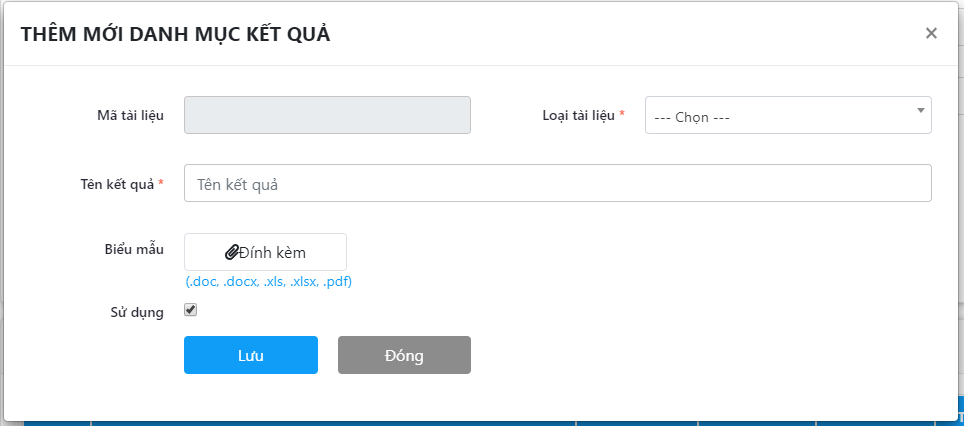 THÊM MỚI DANH MỤC KẾT QUẢ ×
Mã tài liệu
Loại tài liệu * --- Chọn ---
Tên kết quả * Tên kết quả
Biểu mẫu Đính kèm
(.doc, .docx, .xls, .xlsx, .pdf)
Sử dụng
Lưu Đóng